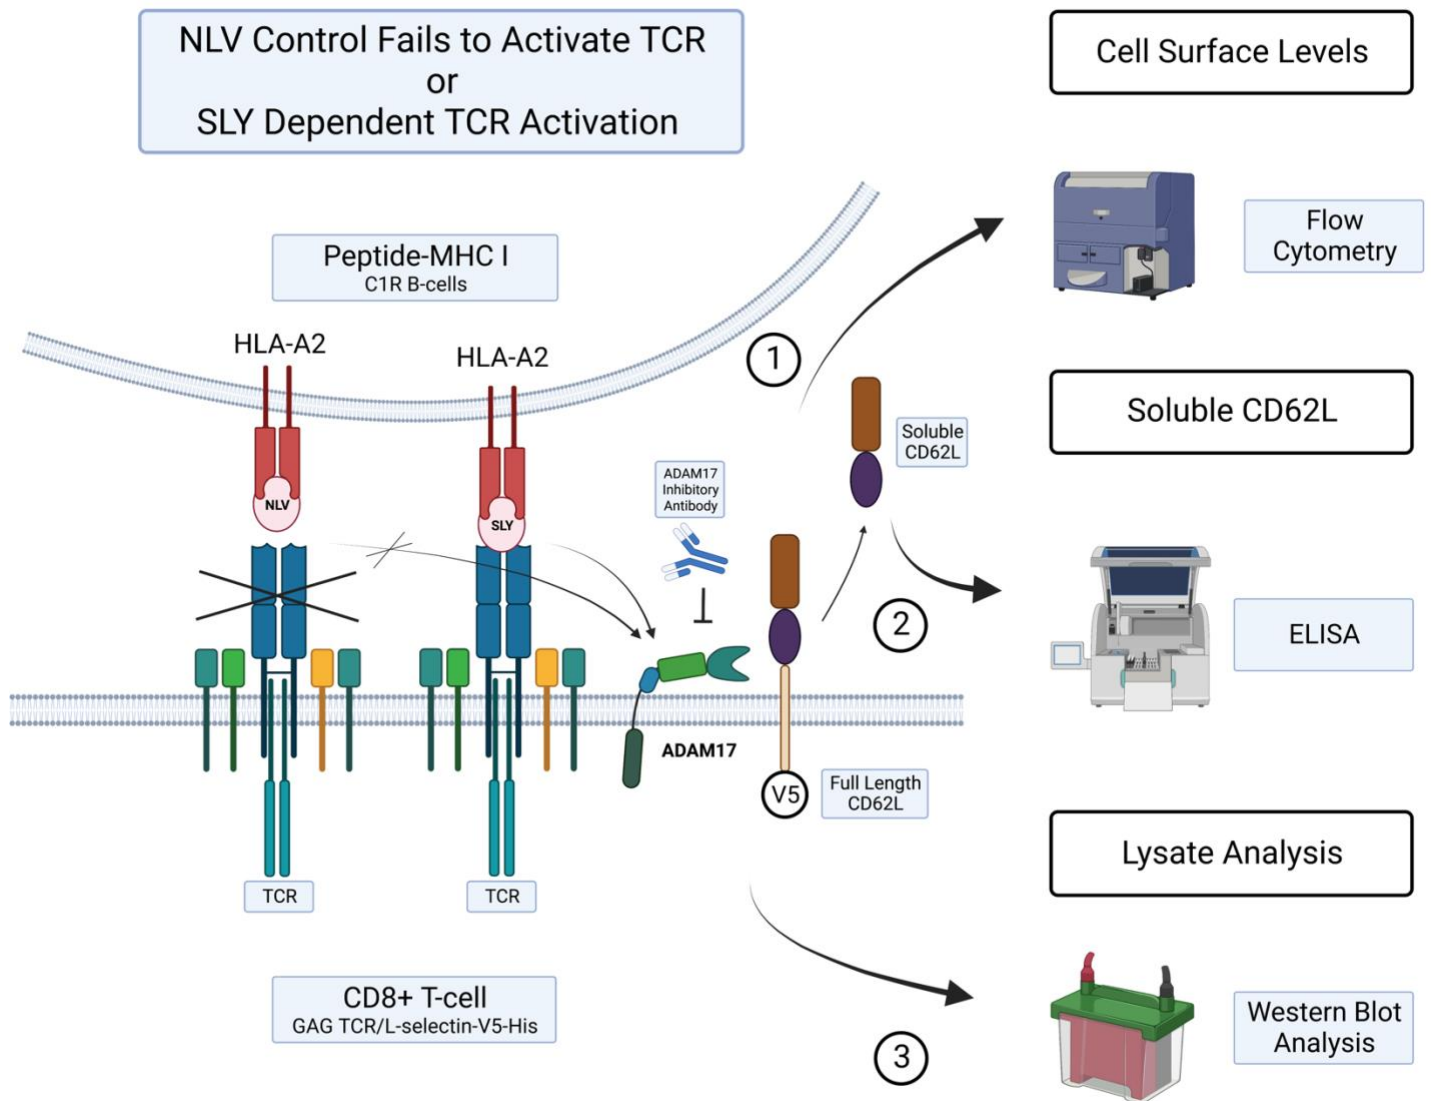 NLV Control Fails to Activate TCR
or
SLY Dependent TCR Activation
Cell Surface Levels
Flow
Cytometry
Peptide-MHC I
C1R B-cells
HLA-A2
HLA-A2
1
Soluble CD62L
Soluble
CD62L
ADAM17
Inhibitory
Antibody
NLV
SLY
2
ELISA
ADAM17
V5
Full Length
CD62L
Lysate Analysis
TCR
TCR
CD8+ T-cell
GAG TCR/L-selectin-V5-His
Western Blot
Analysis
3